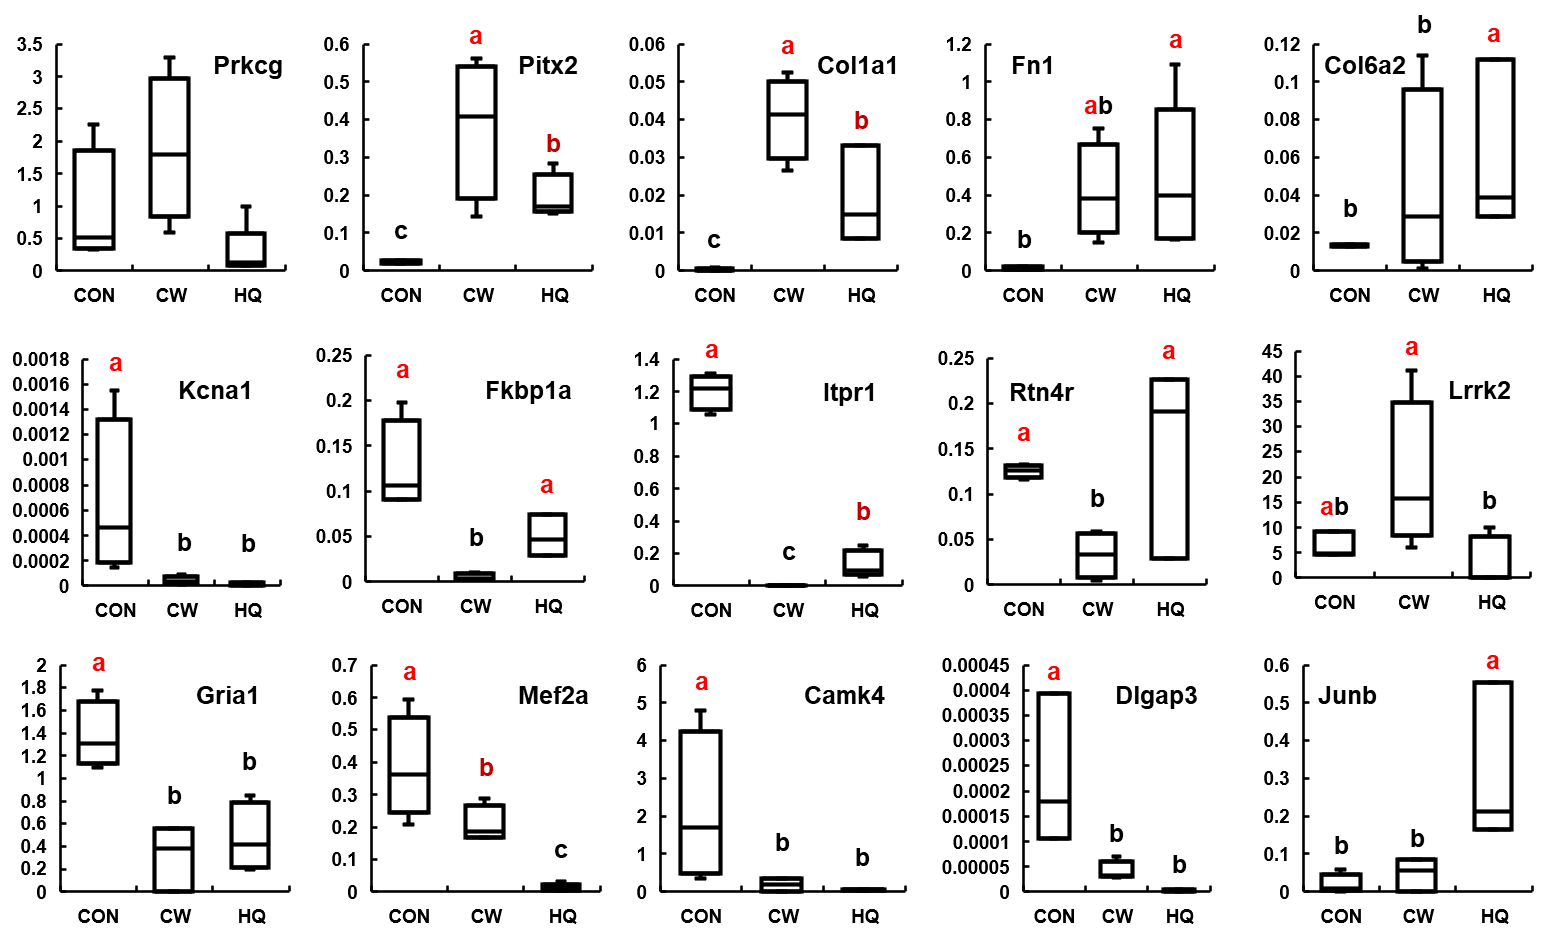 Prkcg
3.5
3
2.5
2
1.5
1
0.5
0
CON CW HQ
Pitx2
0.6
0.5
0.4
0.3
0.2
0.1
0
c a b
CON CW HQ
Col1a1
0.06
0.05
0.04
0.03
0.02
0.01
0
c a b
CON CW HQ
Fn1
1.2
1
0.8
0.6
0.4
0.2
0
b ab a
CON CW HQ
Col6a2
0.12
0.1
0.08
0.06
0.04
0.02
0
b b a
CON CW HQ
Kcna1
0.0018
0.0016
0.0014
0.0012
0.001
0.0008
0.0006
0.0004
0.0002
0
a b b
CON CW HQ
Fkbp1a
0.25
0.2
0.15
0.1
0.05
0
a b a
CON CW HQ
Itpr1
1.4
1.2
1
0.8
0.6
0.4
0.2
0
a c b
CON CW HQ
Rtn4r
0.25
0.2
0.15
0.1
0.05
0
a b a
CON CW HQ
Lrrk2
45
40
35
30
25
20
15
10
5
0
ab a b
CON CW HQ
Gria1
2
1.8
1.6
1.4
1.2
1
0.8
0.6
0.4
0.2
0
a b b
CON CW HQ
Mef2a
0.7
0.6
0.5
0.4
0.3
0.2
0.1
0
a b c
CON CW HQ
Camk4
6
5
4
3
2
1
0
a b b
CON CW HQ
Dlgap3
0.00045
0.0004
0.00035
0.0003
0.00025
0.0002
0.00015
0.0001
0.00005
0
a b b
CON CW HQ
Junb
0.6
0.5
0.4
0.3
0.2
0.1
0
b b a
CON CW HQ